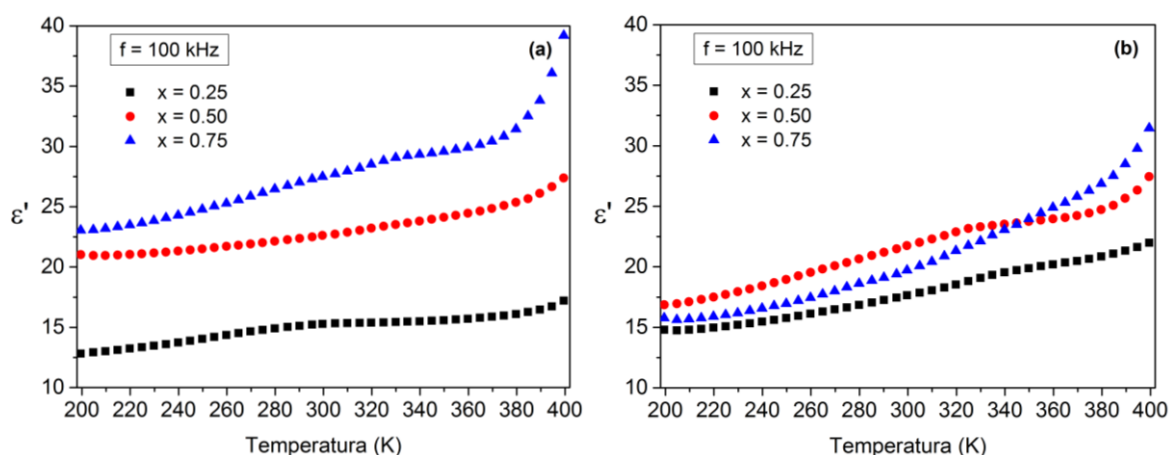 40
35
30
25
20
15
10
ε'
f = 100 kHz
(a)
x = 0.25
x = 0.50
x = 0.75
200 220 240 260 280 300 320 340 360 380 400
Temperatura (K)
40
35
30
25
20
15
10
ε'
f = 100 kHz
(b)
x = 0.25
x = 0.50
x = 0.75
200 220 240 260 280 300 320 340 360 380 400
Temperatura (K)